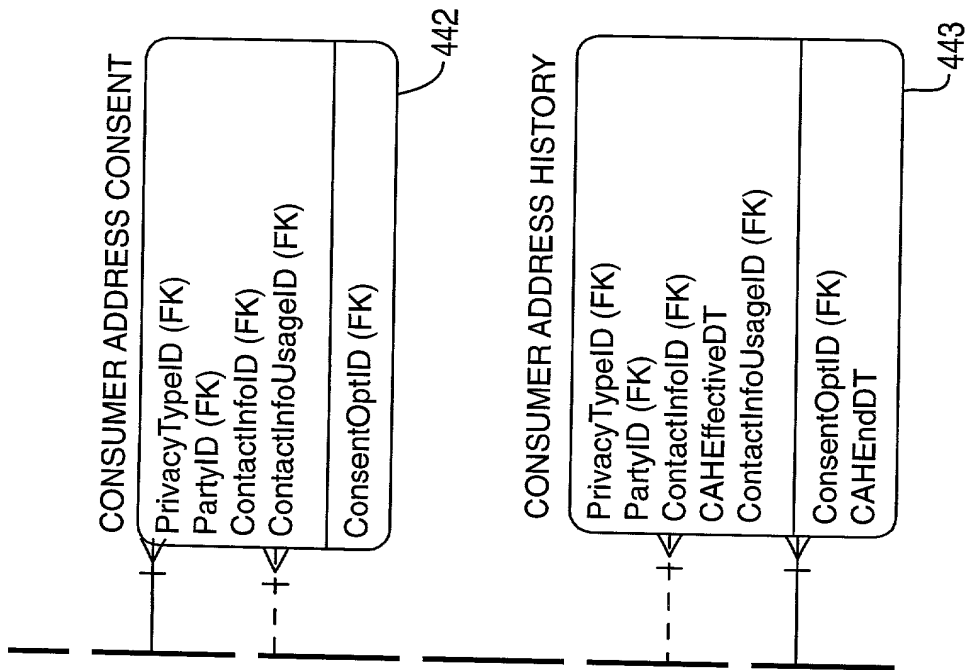 CONSUMER ADDRESS CONSENT
PrivacyTypeID (FK)
PartyID (FK)
ContactInfoID (FK)
ContactInfoUsageID (FK)
ConsentOptID (FK)
442
CONSUMER ADDRESS HISTORY
PrivacyTypeID (FK)
PartyID (FK)
ContactInfoID (FK)
CAHEffectiveDT
ContactInfoUsageID (FK)
ConsentOptID (FK)
CAHEndDT
443